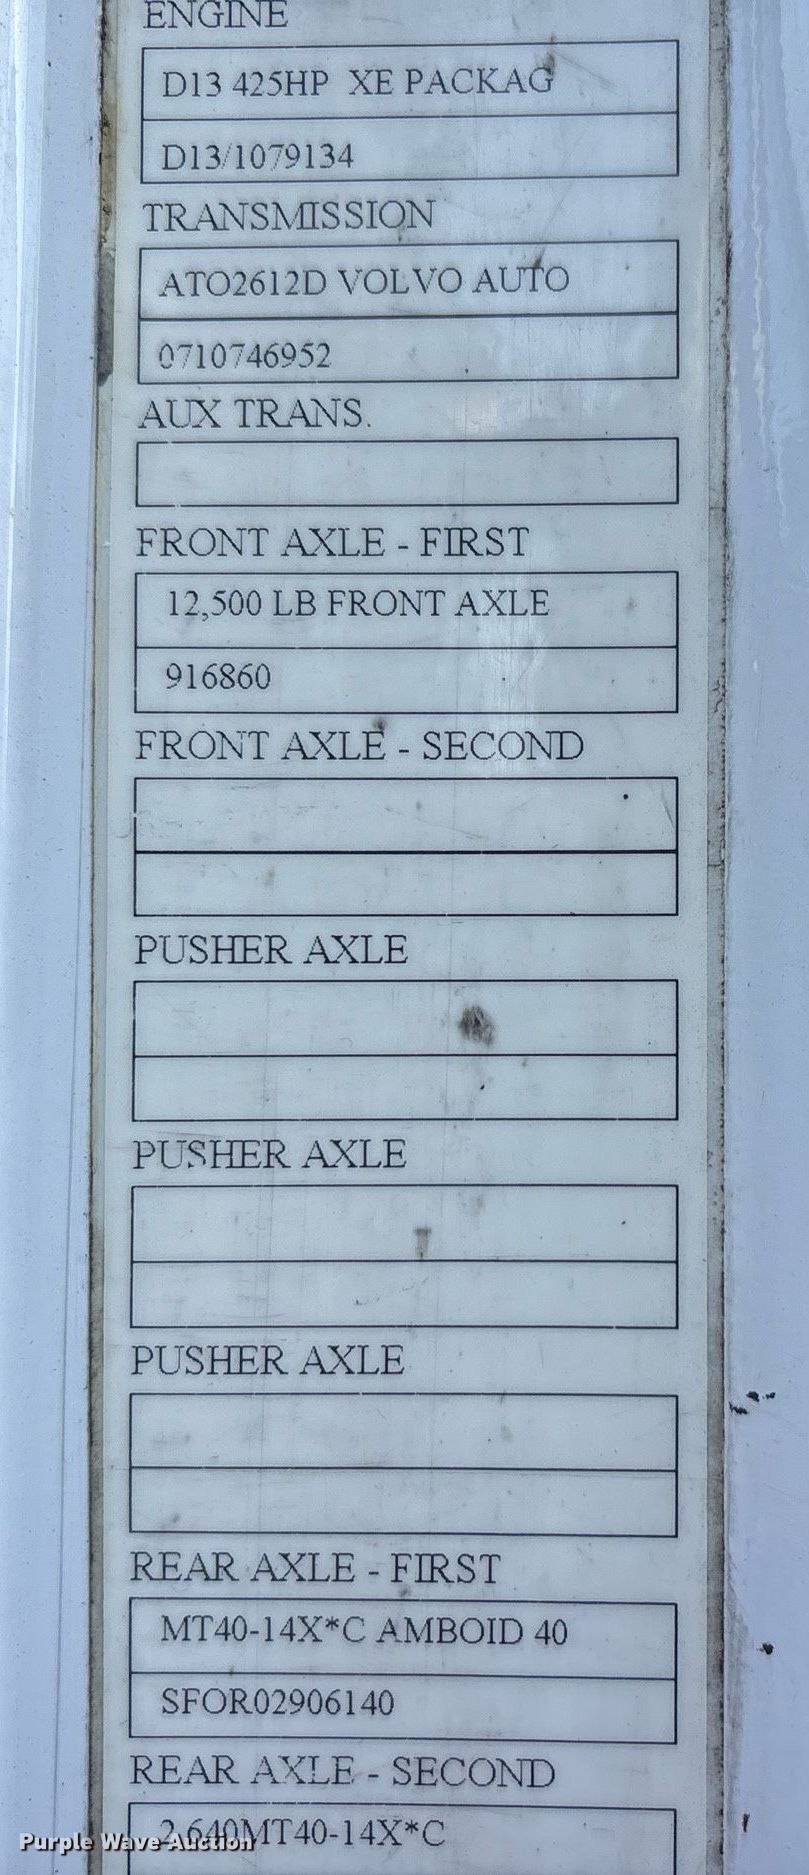 ENGINE
D13 425HP XE PACKAG
D13/1079134
TRANSMISSION
ATO2612D VOLVO AUTO
0710746952
AUX TRANS.
FRONT AXLE - FIRST
12,500 LB FRONT AXLE
916860
FRONT AXLE - SECOND
PUSHER AXLE
PUSHER AXLE
PUSHER AXLE
REAR AXLE - FIRST
MT40-14X*C AMBOID 40
SFOR02906140
REAR AXLE - SECOND
2.640MT40-14X*C
Purple Wave Auction